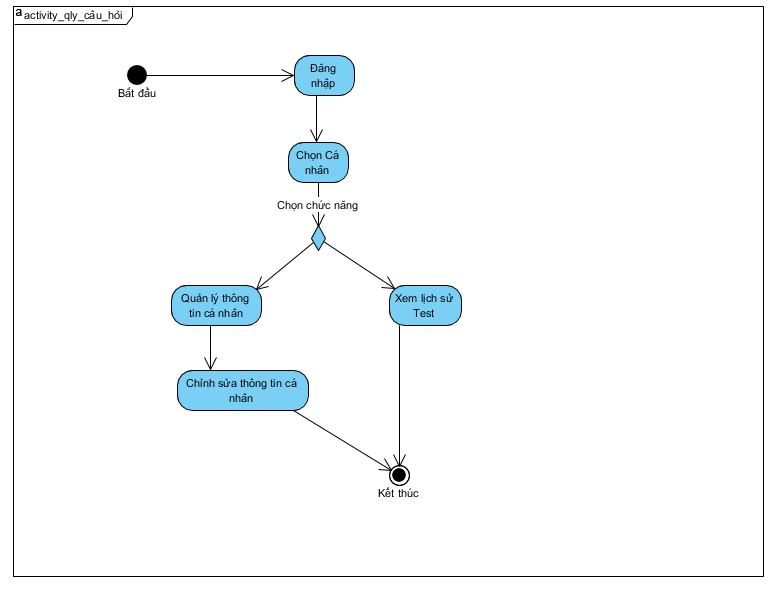 a activity_qly_câu_hỏi
Bắt đầu
Đăng
nhập
Chọn Cá
nhân
Chọn chức năng
Quản lý thông
tin cá nhân
Xem lịch sử
Test
Chỉnh sửa thông tin cá
nhân
Kết thúc